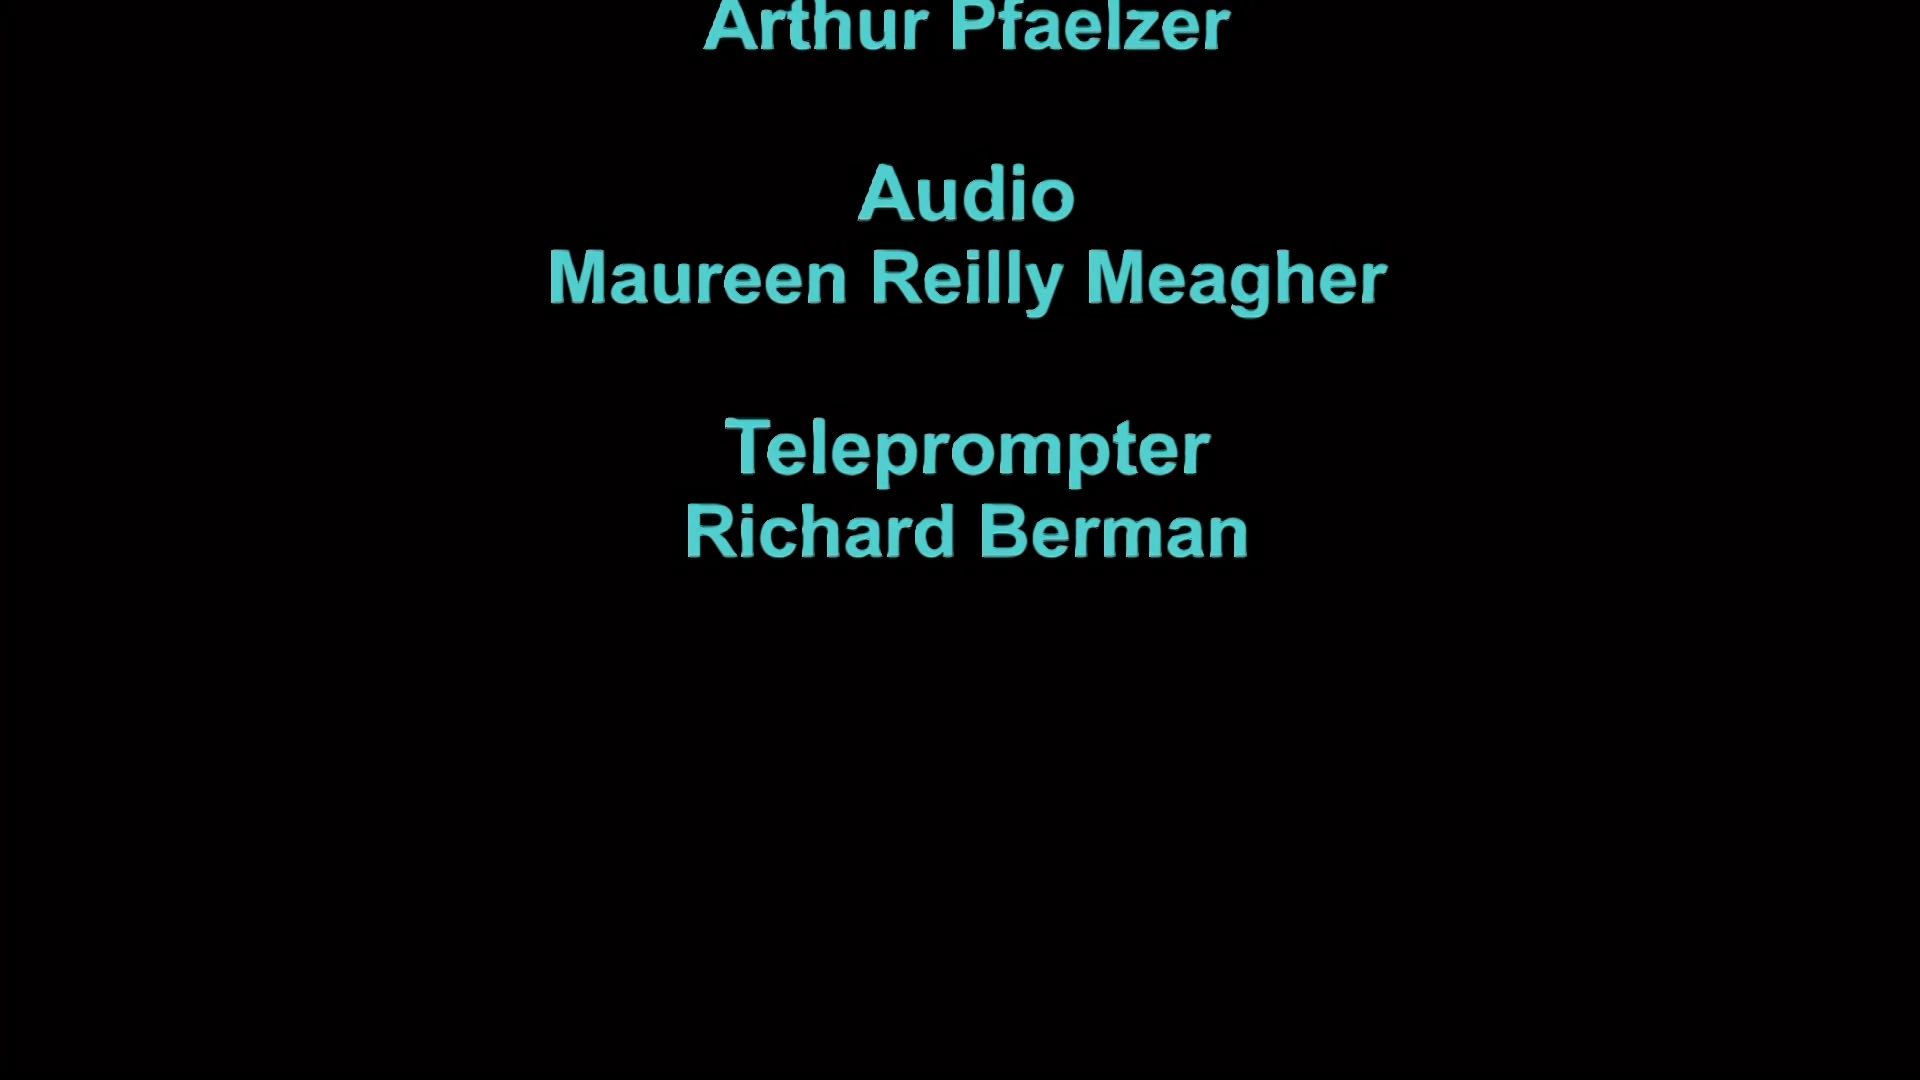 Arthur Pfaelzer
Audio
Maureen Reilly Meagher
Teleprompter
Richard Berman